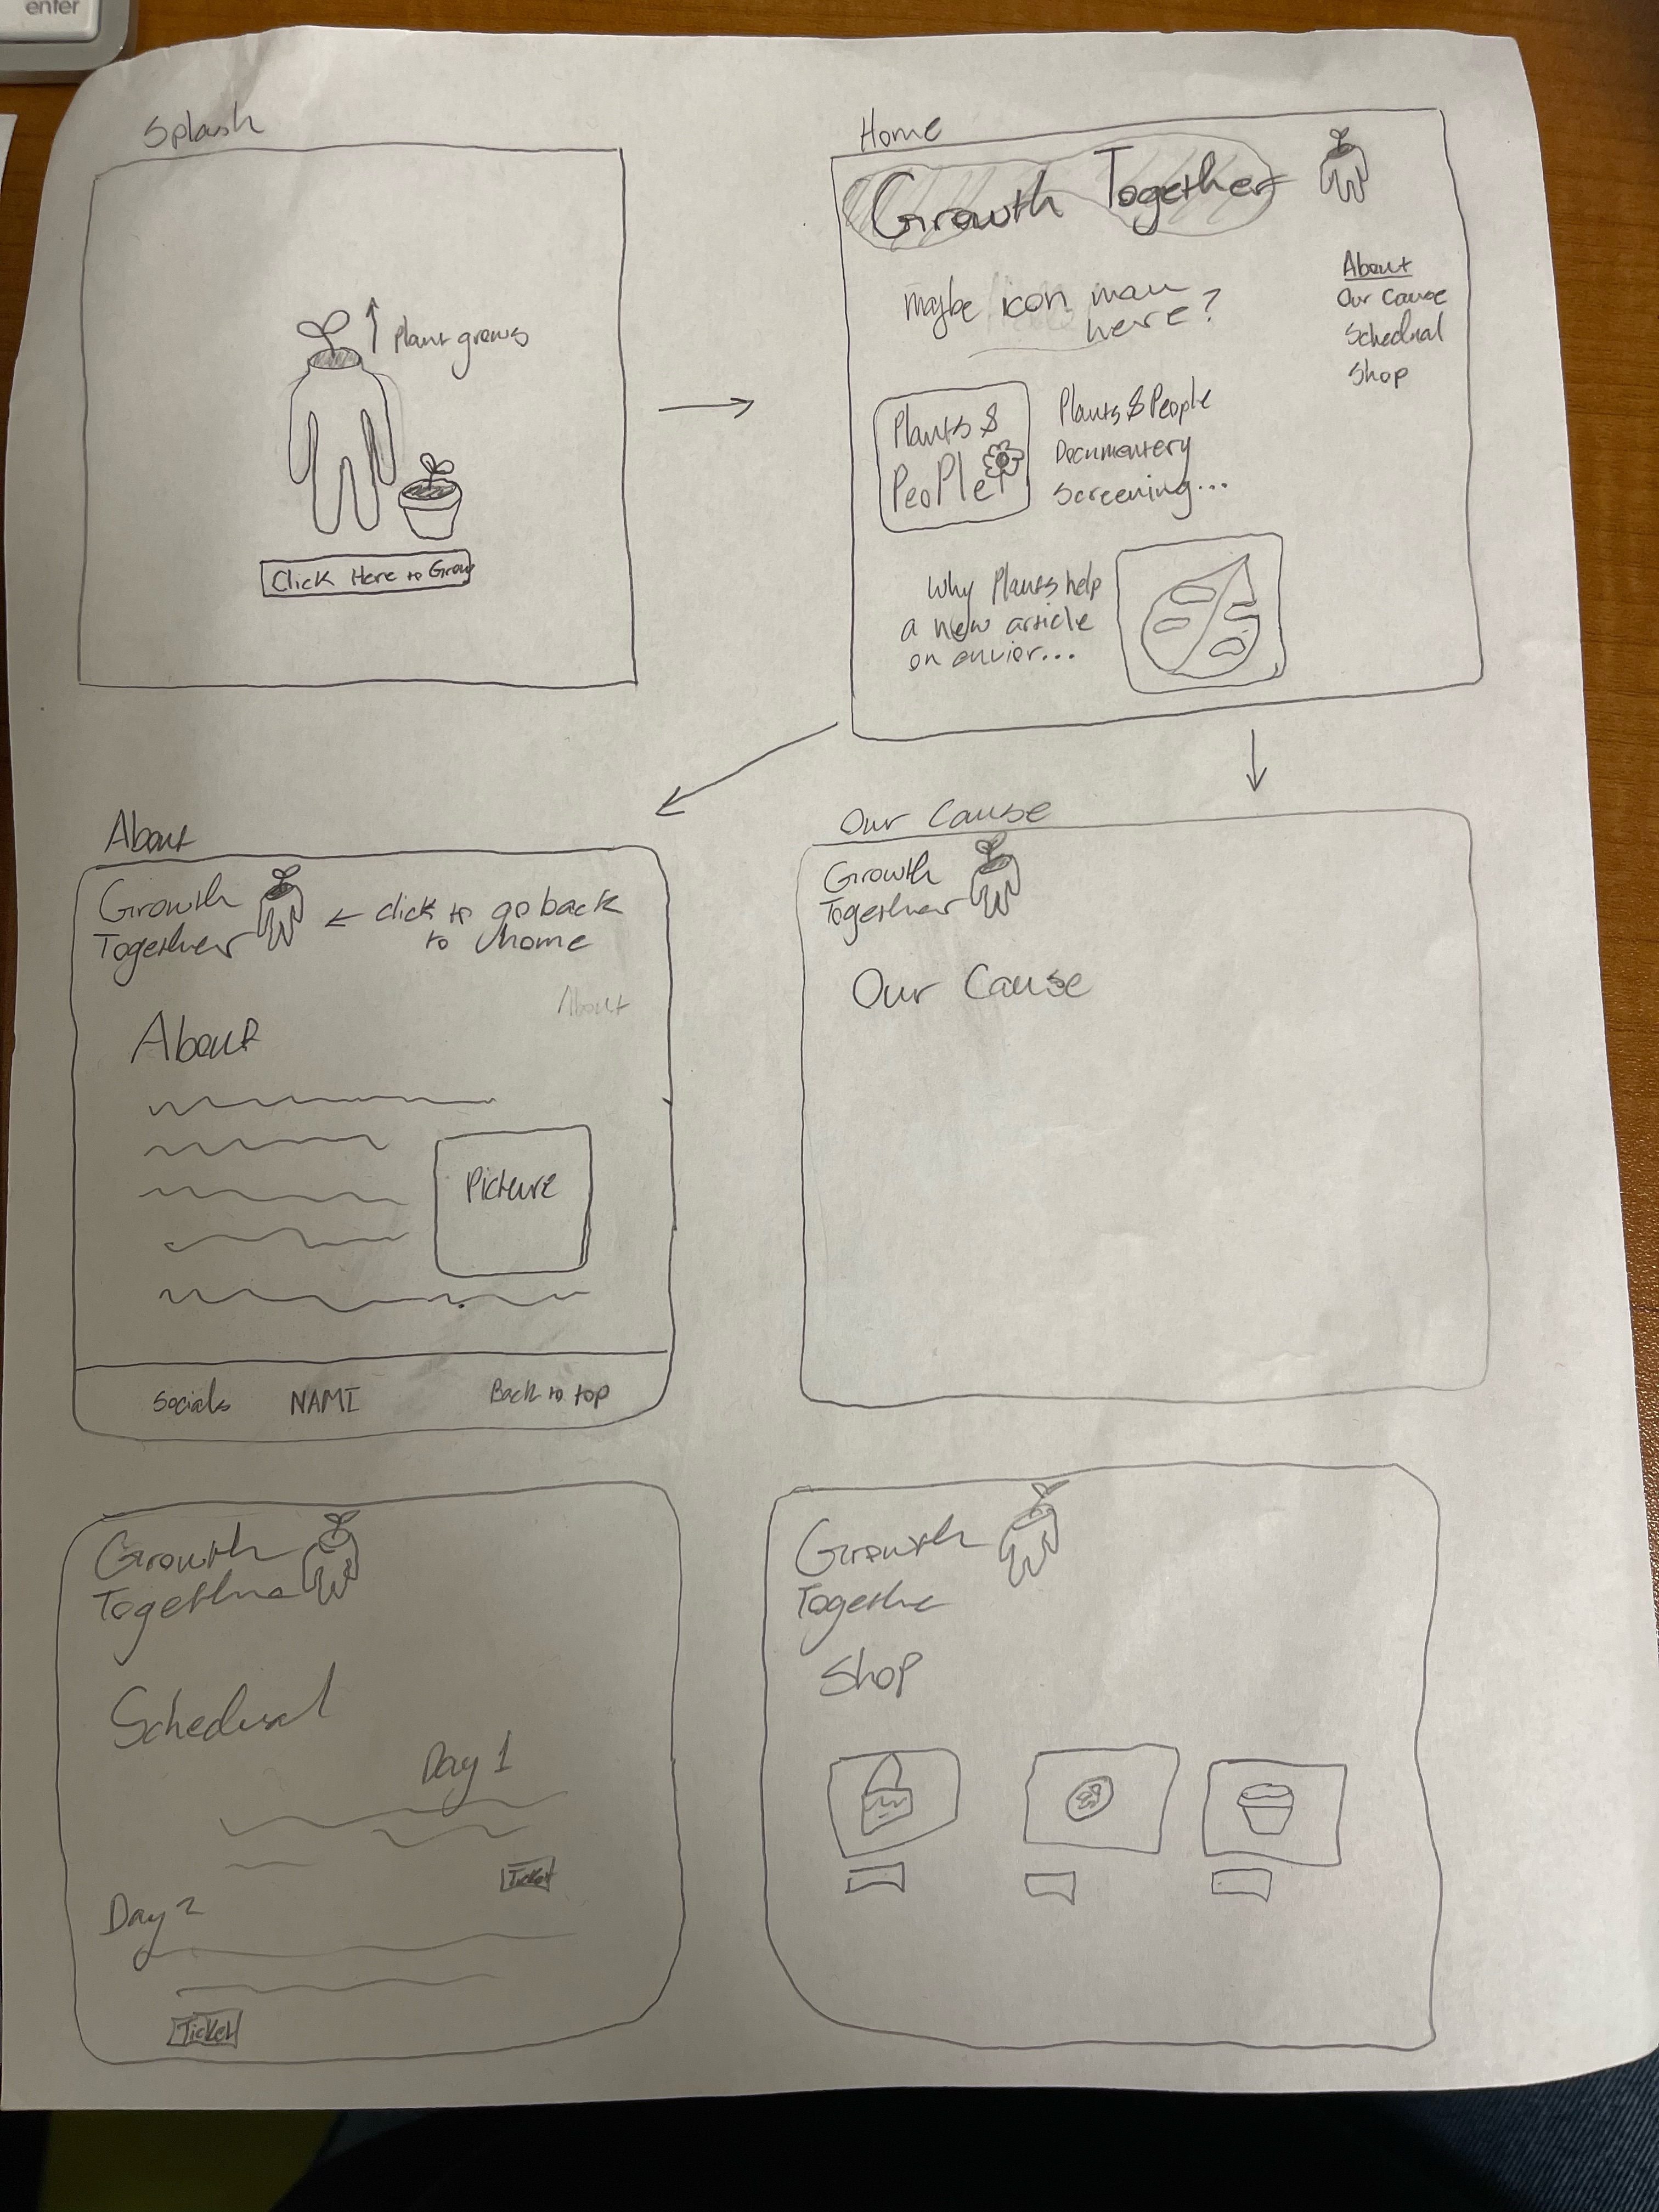 enter
Splash
Plant grows
Click Here to Grow
Home
Growth Together
maybe icon man
here?
About
Our Cause
Schedual
Shop
Plants &
People
Plants & People
Documentery
Screening...
Why Plants help
a new article
on envior...
About
Growth
Together
← click to go back
to home
About
About
Picture
Socials NAMI Back to top
Our Cause
Growth
Together
Our Cause
Growth
Together
Schedual
Day 1
Ticket
Day 2
Ticket
Growth
Together
Shop